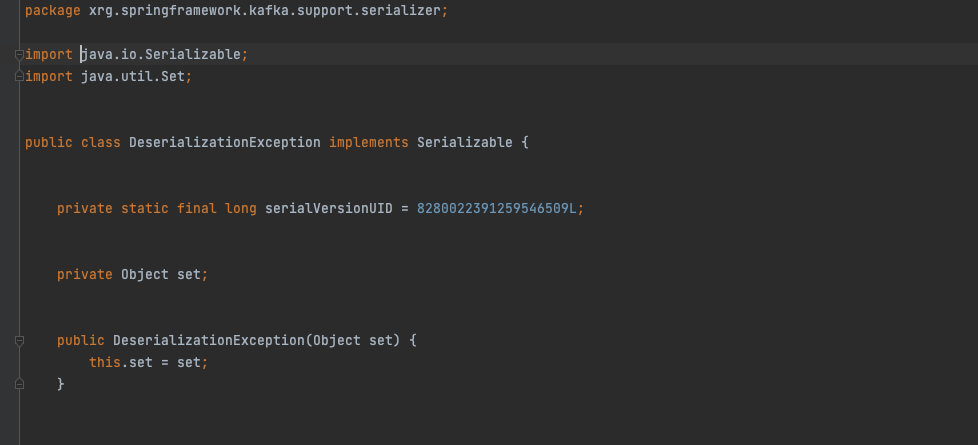 package xrg.springframework.kafka.support.serializer;
import java.io.Serializable;
import java.util.Set;
public class DeserializationException implements Serializable {
private static final long serialVersionUID = 8280022391259546509L;
private Object set;
public DeserializationException(Object set) {
this.set = set;
}